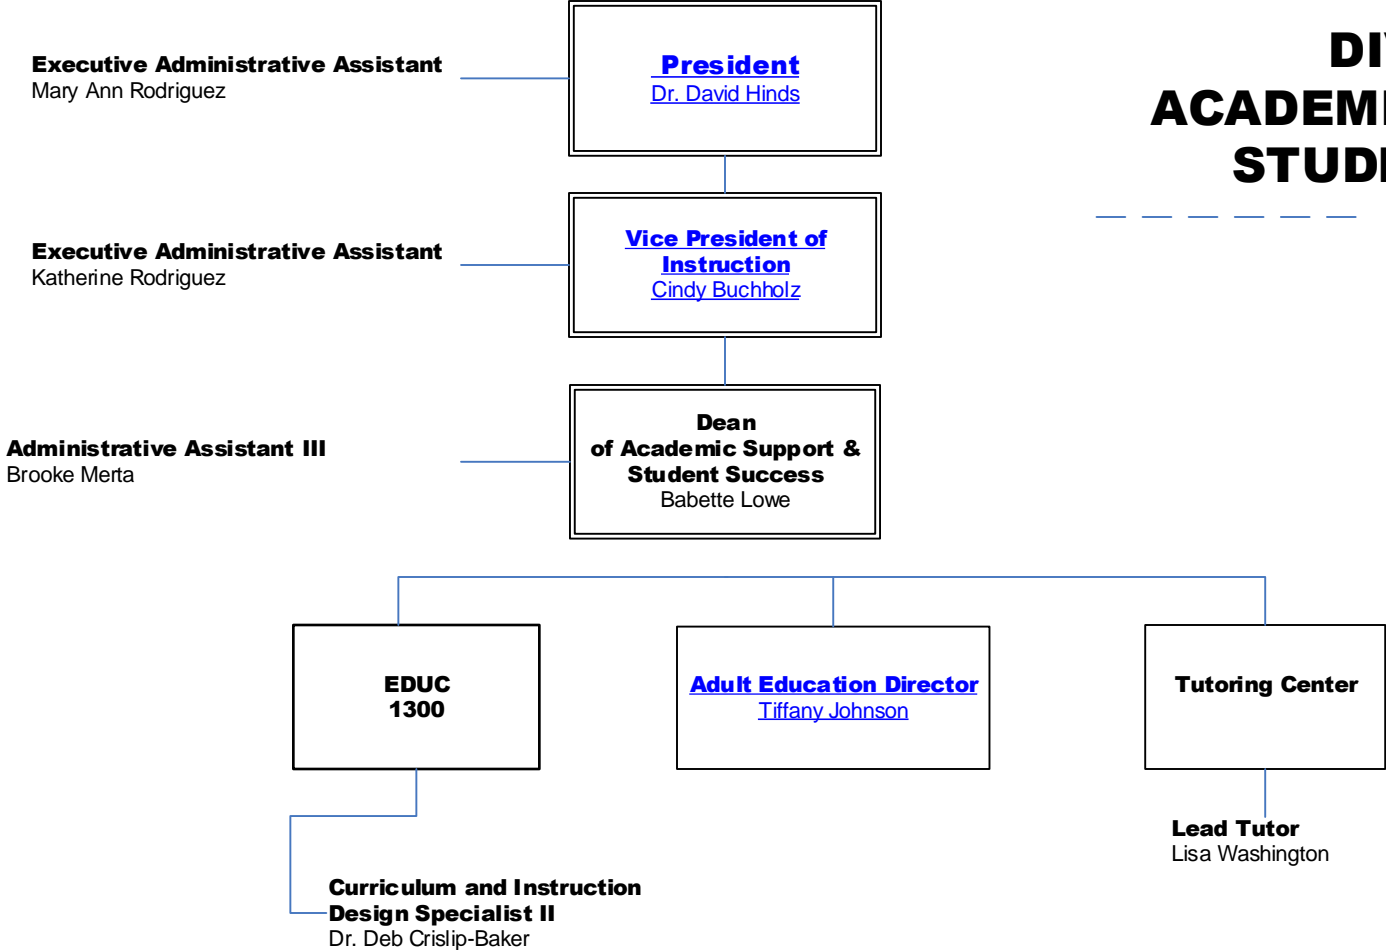 Executive Administrative Assistant
Mary Ann Rodriguez
President
Dr. David Hinds
Executive Administrative Assistant
Katherine Rodriguez
Vice President of
Instruction
Cindy Buchholz
Administrative Assistant III
Brooke Merta
Dean
of Academic Support &
Student Success
Babette Lowe
EDUC
1300
Adult Education Director
Tiffany Johnson
Tutoring Center
Lead Tutor
Lisa Washington
Curriculum and Instruction
Design Specialist II
Dr. Deb Crislip-Baker